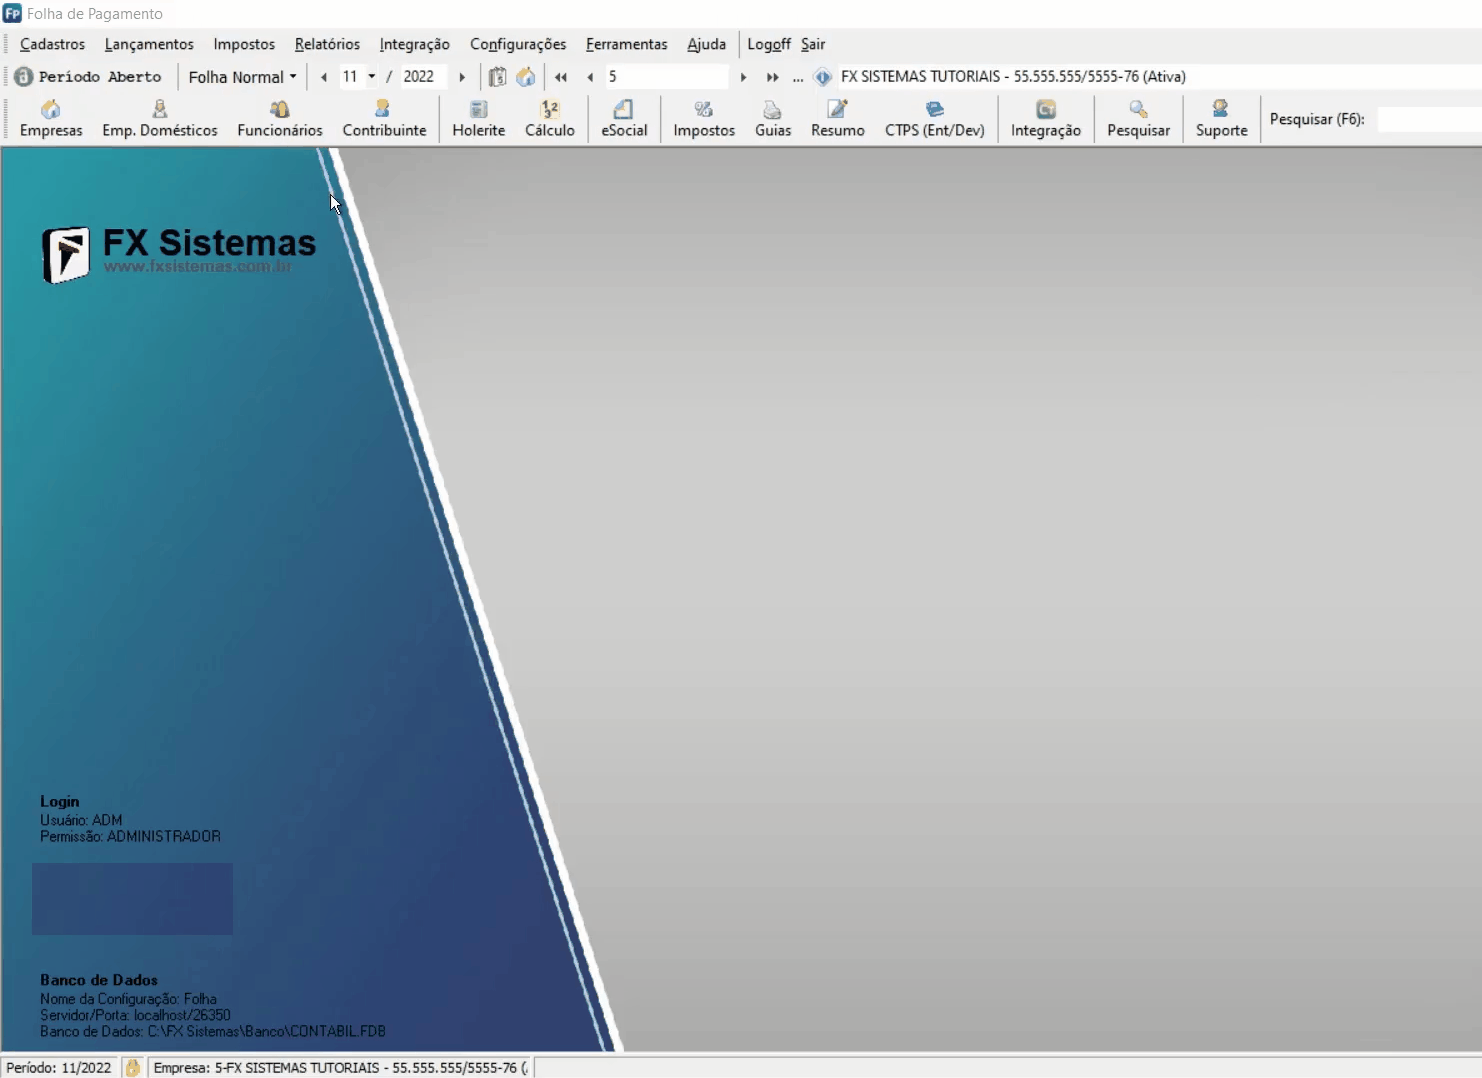 Folha de Pagamento
Cadastros Lançamentos Impostos Relatórios Integração Configurações Ferramentas Ajuda Logoff Sair
Período Aberto Folha Normal 11 / 2022 5 ... FX SISTEMAS TUTORIAIS - 55.555.555/5555-76 (Ativa)
Empresas Emp. Domésticos Funcionários Contribuinte Holerite Cálculo eSocial Impostos Guias Resumo CTPS (Ent/Dev) Integração Pesquisar Suporte Pesquisar (F6):
FX Sistemas
www.fxsistemas.com.br
Login
Usuário: ADM
Permissão: ADMINISTRADOR
Banco de Dados
Nome da Configuração: Folha
Servidor/Porta: localhost/26350
Banco de Dados: C:\FX Sistemas\Banco\CONTABIL.FDB
Período: 11/2022 Empresa: 5-FX SISTEMAS TUTORIAIS - 55.555.555/5555-76 (